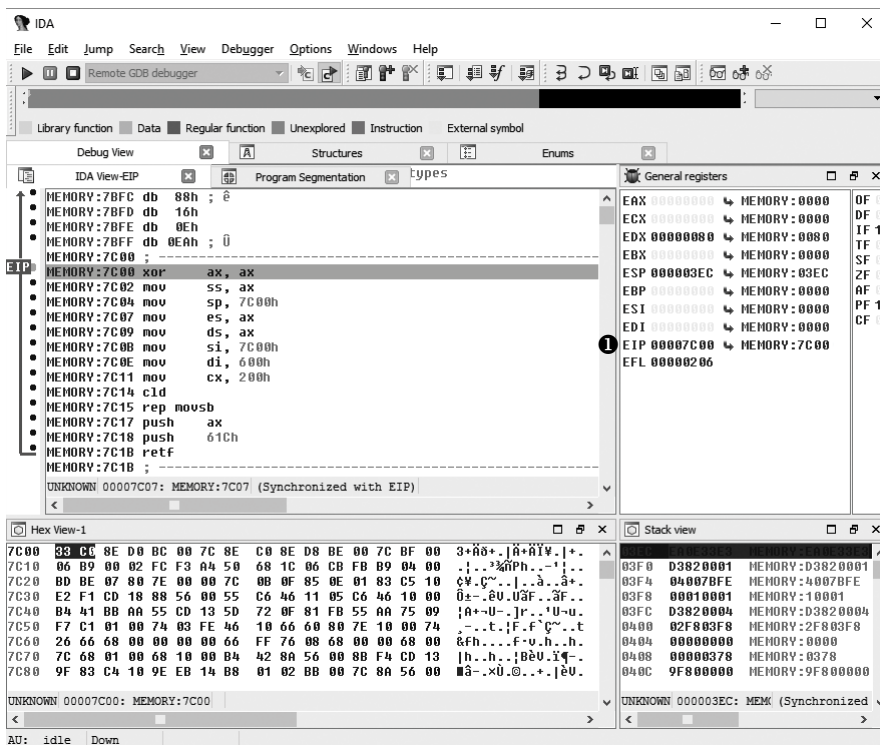 IDA
File Edit Jump Search View Debugger Options Windows Help
Remote GDB debugger
Library function Data Regular function Unexplored Instruction External symbol
Debug View Structures Enums
IDA View-EIP Program Segmentation types
MEMORY:7BFC db 88h ; ê
MEMORY:7BFD db 16h
MEMORY:7BFE db 0Eh
MEMORY:7BFF db 0EAh ; Û
MEMORY:7C00 ; ---------------------------------------------------------------
EIP
MEMORY:7C00 xor ax, ax
MEMORY:7C02 mov ss, ax
MEMORY:7C04 mov sp, 7C00h
MEMORY:7C07 mov es, ax
MEMORY:7C09 mov ds, ax
MEMORY:7C0B mov si, 7C00h
MEMORY:7C0E mov di, 600h
MEMORY:7C11 mov cx, 200h
MEMORY:7C14 cld
MEMORY:7C15 rep movsb
MEMORY:7C17 push ax
MEMORY:7C18 push 61Ch
MEMORY:7C1B retf
MEMORY:7C1B ; ---------------------------------------------------------------
UNKNOWN 00007C07: MEMORY:7C07 (Synchronized with EIP)
General registers
EAX 00000000 MEMORY:0000
ECX 00000000 MEMORY:0000
EDX 00000080 MEMORY:0080
EBX 00000000 MEMORY:0000
ESP 000003EC MEMORY:03EC
EBP 00000000 MEMORY:0000
ESI 00000000 MEMORY:0000
EDI 00000000 MEMORY:0000
❶ EIP 00007C00 MEMORY:7C00
EFL 00000206
OF
DF
IF 1
TF
SF
ZF
AF
PF 1
CF
Hex View-1
7C00 33 C0 8E D0 BC 00 7C 8E C0 8E D8 BE 00 7C BF 00
7C10 06 B9 00 02 FC F3 A4 50 68 1C 06 CB FB B9 04 00
7C20 BD BE 07 80 7E 00 00 7C 0B 0F 85 0E 01 83 C5 10
7C30 E2 F1 CD 18 88 56 00 55 C6 46 11 05 C6 46 10 00
7C40 B4 41 BB AA 55 CD 13 5D 72 0F 81 FB 55 AA 75 09
7C50 F7 C1 01 00 74 03 FE 46 10 66 60 80 7E 10 00 74
7C60 26 66 68 00 00 00 00 66 FF 76 08 68 00 00 68 00
7C70 7C 68 01 00 68 10 00 B4 42 8A 56 00 8B F4 CD 13
7C80 9F 83 C4 10 9E EB 14 B8 01 02 BB 00 7C 8A 56 00
UNKNOWN 00007C00: MEMORY:7C00
Stack view
03EC EA0E33E3 MEMORY:EA0E33E3
03F0 D3820001 MEMORY:D3820001
03F4 04007BFE MEMORY:4007BFE
03F8 00010001 MEMORY:10001
03FC D3820004 MEMORY:D3820004
0400 02F803F8 MEMORY:2F803F8
0404 00000000 MEMORY:0000
0408 00000378 MEMORY:0378
040C 9F800000 MEMORY:9F800000
UNKNOWN 000003EC: MEM( (Synchronized
AU: idle Down